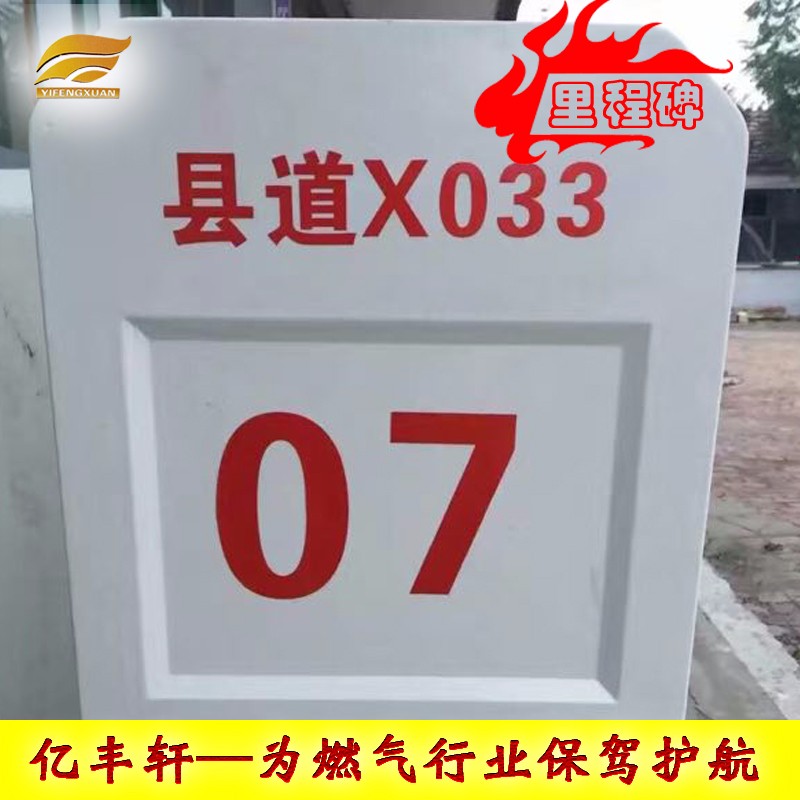 YIFENGXUAN
里程碑
县道X033
07
亿丰轩—为燃气行业保驾护航